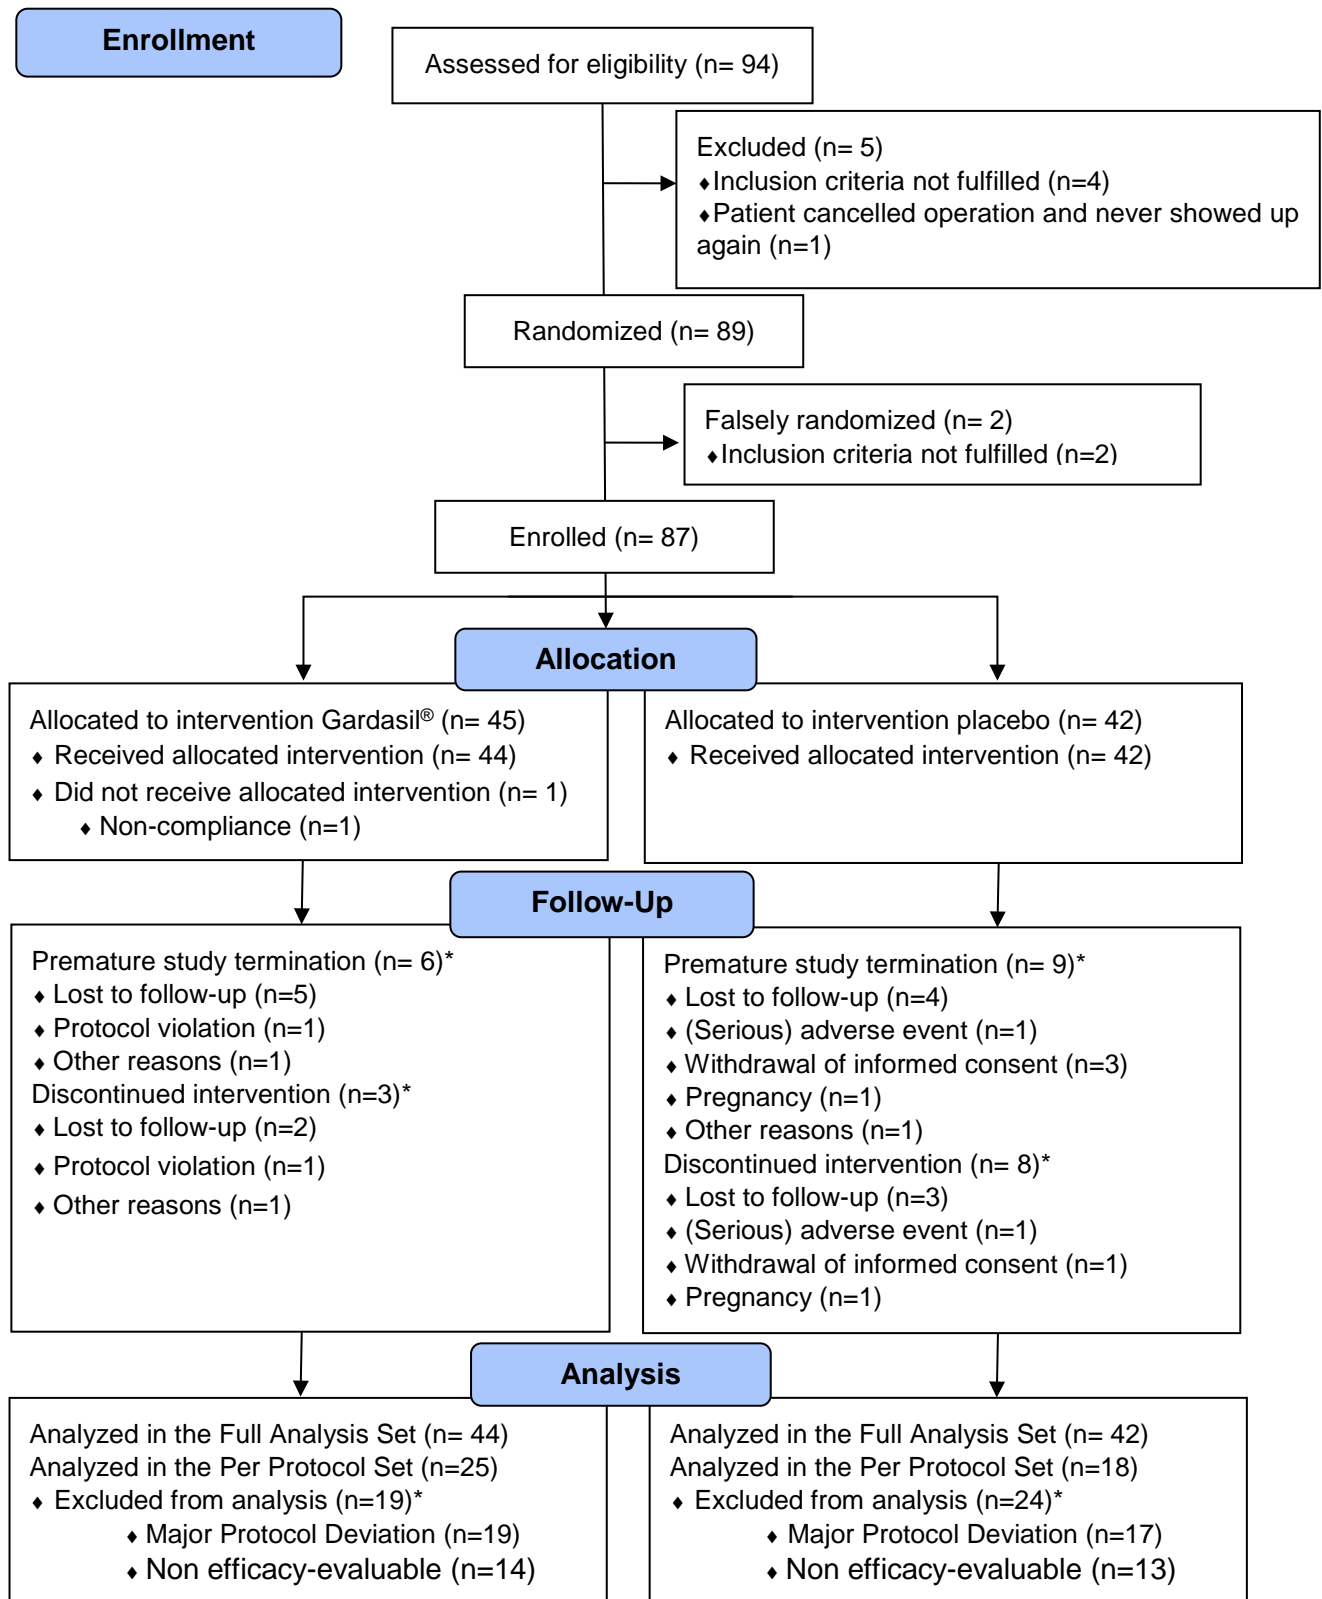 Enrollment
Assessed for eligibility (n= 94)
Excluded (n= 5)
♦Inclusion criteria not fulfilled (n=4)
♦Patient cancelled operation and never showed up
again (n=1)
Randomized (n= 89)
Falsely randomized (n= 2)
♦Inclusion criteria not fulfilled (n=2)
Enrolled (n= 87)
Allocation
Allocated to intervention Gardasil® (n= 45)
♦ Received allocated intervention (n= 44)
♦ Did not receive allocated intervention (n= 1)
♦ Non-compliance (n=1)
Allocated to intervention placebo (n= 42)
♦ Received allocated intervention (n= 42)
Follow-Up
Premature study termination (n= 6)*
♦ Lost to follow-up (n=5)
♦ Protocol violation (n=1)
♦ Other reasons (n=1)
Discontinued intervention (n=3)*
♦ Lost to follow-up (n=2)
♦ Protocol violation (n=1)
♦ Other reasons (n=1)
Premature study termination (n= 9)*
♦ Lost to follow-up (n=4)
♦ (Serious) adverse event (n=1)
♦ Withdrawal of informed consent (n=3)
♦ Pregnancy (n=1)
♦ Other reasons (n=1)
Discontinued intervention (n= 8)*
♦ Lost to follow-up (n=3)
♦ (Serious) adverse event (n=1)
♦ Withdrawal of informed consent (n=1)
♦ Pregnancy (n=1)
Analysis
Analyzed in the Full Analysis Set (n= 44)
Analyzed in the Per Protocol Set (n=25)
♦ Excluded from analysis (n=19)*
♦ Major Protocol Deviation (n=19)
♦ Non efficacy-evaluable (n=14)
Analyzed in the Full Analysis Set (n= 42)
Analyzed in the Per Protocol Set (n=18)
♦ Excluded from analysis (n=24)*
♦ Major Protocol Deviation (n=17)
♦ Non efficacy-evaluable (n=13)